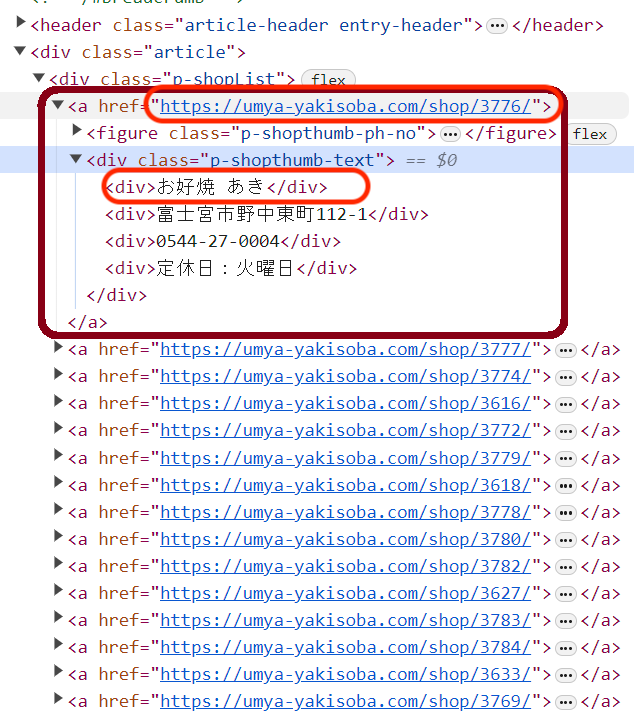 <header class="article-header entry-header"> ••• </header>
<div class="article">
<div class="p-shopList"> flex
<a href="https://umya-yakisoba.com/shop/3776/">
<figure class="p-shopthumb-ph-no"> ••• </figure> flex
<div class="p-shopthumb-text"> == $0
<div>お好焼 あき</div>
<div>富士宮市野中東町112-1</div>
<div>0544-27-0004</div>
<div>定休日：火曜日</div>
</div>
</a>
<a href="https://umya-yakisoba.com/shop/3777/"> ••• </a>
<a href="https://umya-yakisoba.com/shop/3774/"> ••• </a>
<a href="https://umya-yakisoba.com/shop/3616/"> ••• </a>
<a href="https://umya-yakisoba.com/shop/3772/"> ••• </a>
<a href="https://umya-yakisoba.com/shop/3779/"> ••• </a>
<a href="https://umya-yakisoba.com/shop/3618/"> ••• </a>
<a href="https://umya-yakisoba.com/shop/3778/"> ••• </a>
<a href="https://umya-yakisoba.com/shop/3780/"> ••• </a>
<a href="https://umya-yakisoba.com/shop/3782/"> ••• </a>
<a href="https://umya-yakisoba.com/shop/3627/"> ••• </a>
<a href="https://umya-yakisoba.com/shop/3783/"> ••• </a>
<a href="https://umya-yakisoba.com/shop/3784/"> ••• </a>
<a href="https://umya-yakisoba.com/shop/3633/"> ••• </a>
<a href="https://umya-yakisoba.com/shop/3769/"> ••• </a>